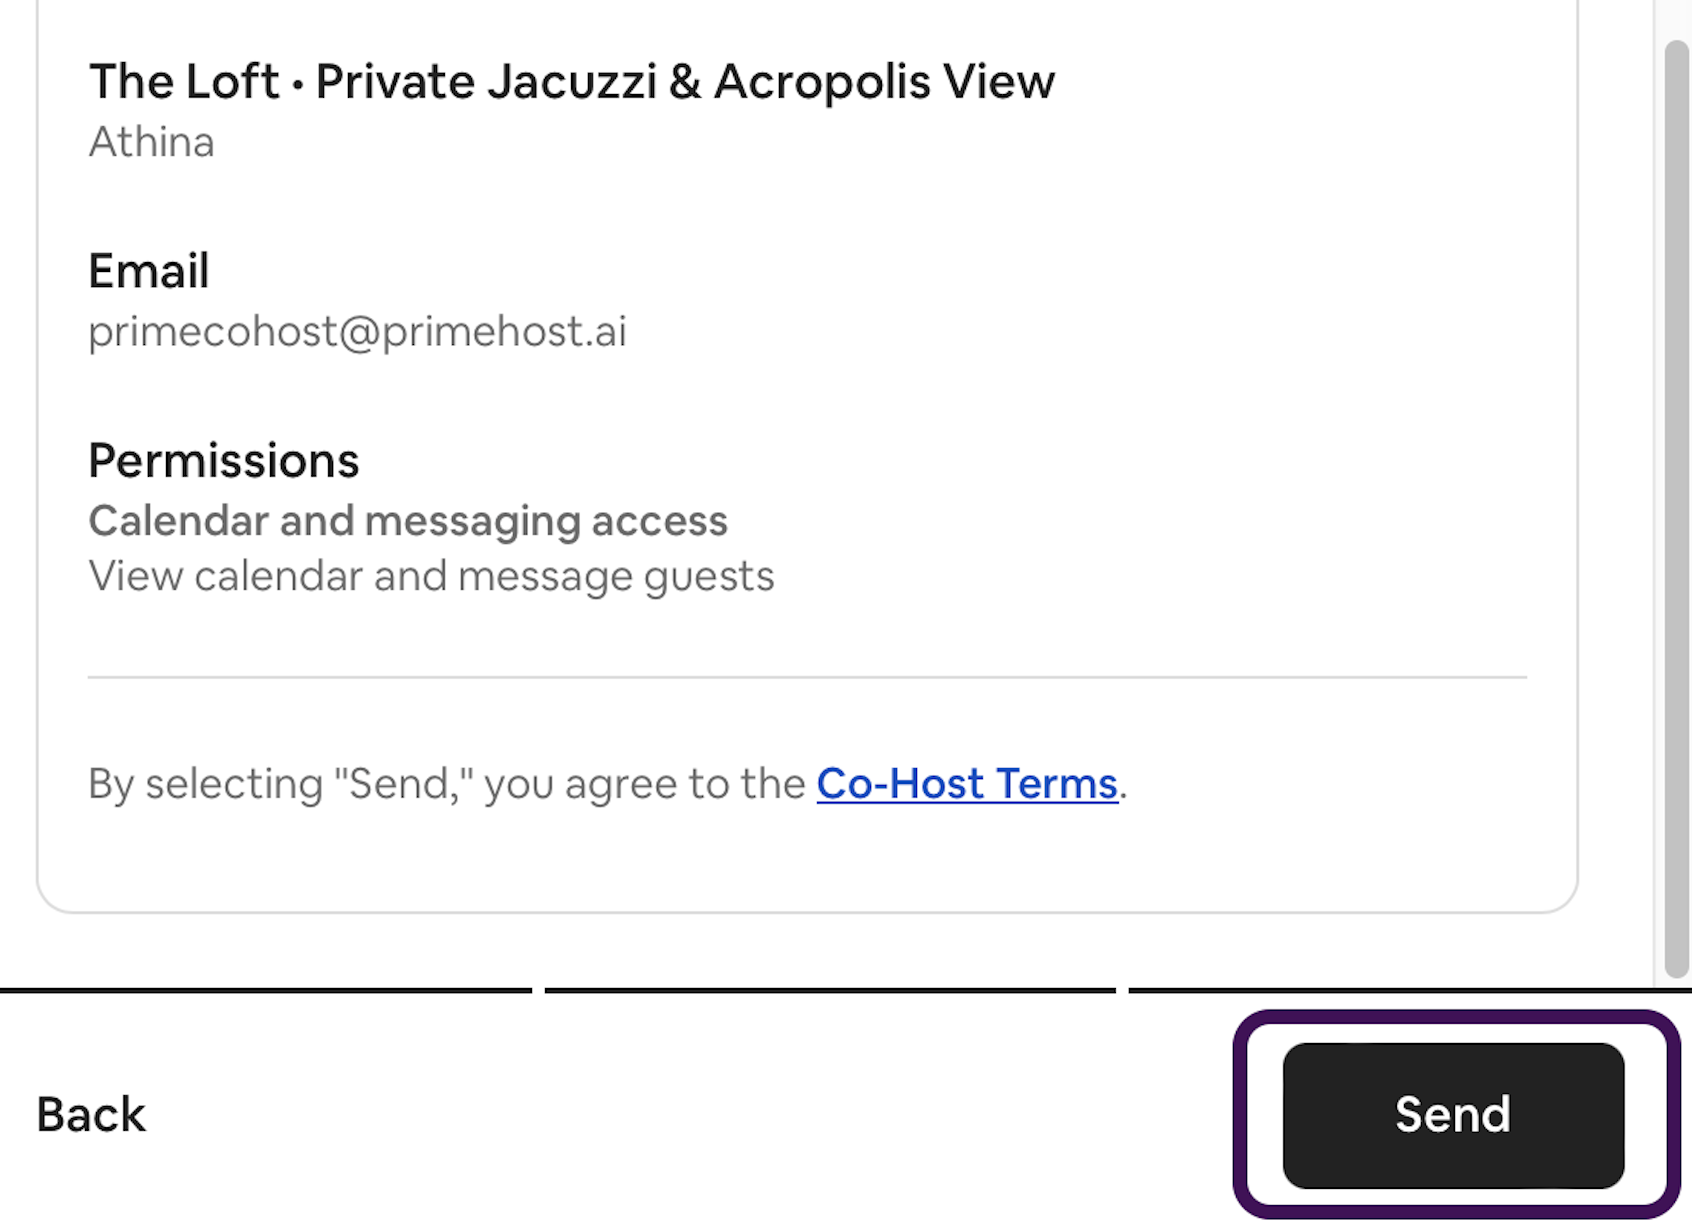 The Loft · Private Jacuzzi & Acropolis View
Athina
Email
primecohost@primehost.ai
Permissions
Calendar and messaging access
View calendar and message guests
By selecting "Send," you agree to the Co-Host Terms.
Back
Send